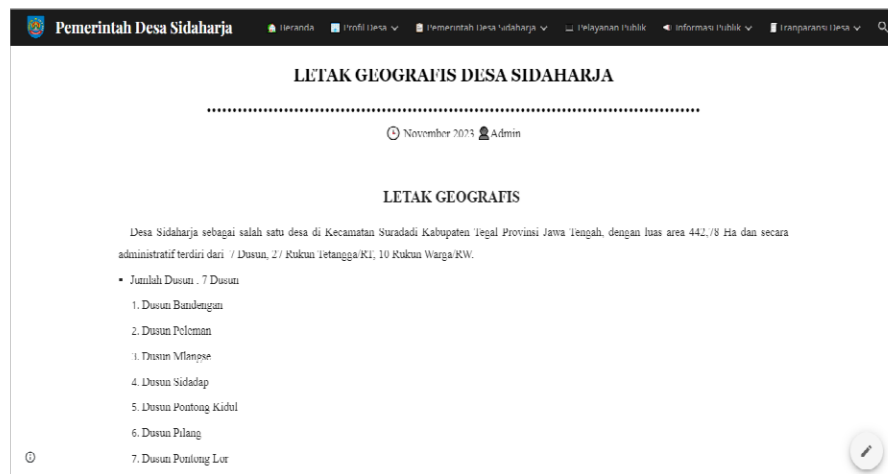 Pemerintah Desa Sidaharja Beranda Profil Desa Pemerintah Desa Sidaharja Pelayanan Publik Informasi Publik Tranparansi Desa
LETAK GEOGRAFIS DESA SIDAHARJA
November 2023 Admin
LETAK GEOGRAFIS
Desa Sidaharja sebagai salah satu desa di Kecamatan Suradadi Kabupaten Tegal Provinsi Jawa Tengah, dengan luas area 442,78 Ha dan secara
administratif terdiri dari 7 Dusun, 27 Rukun Tetangga/RT, 10 Rukun Warga/RW.
▪ Jumlah Dusun : 7 Dusun
1. Dusun Bandengan
2. Dusun Peleman
3. Dusun Mlangse
4. Dusun Sidadap
5. Dusun Pontong Kidul
6. Dusun Pilang
7. Dusun Pontong Lor